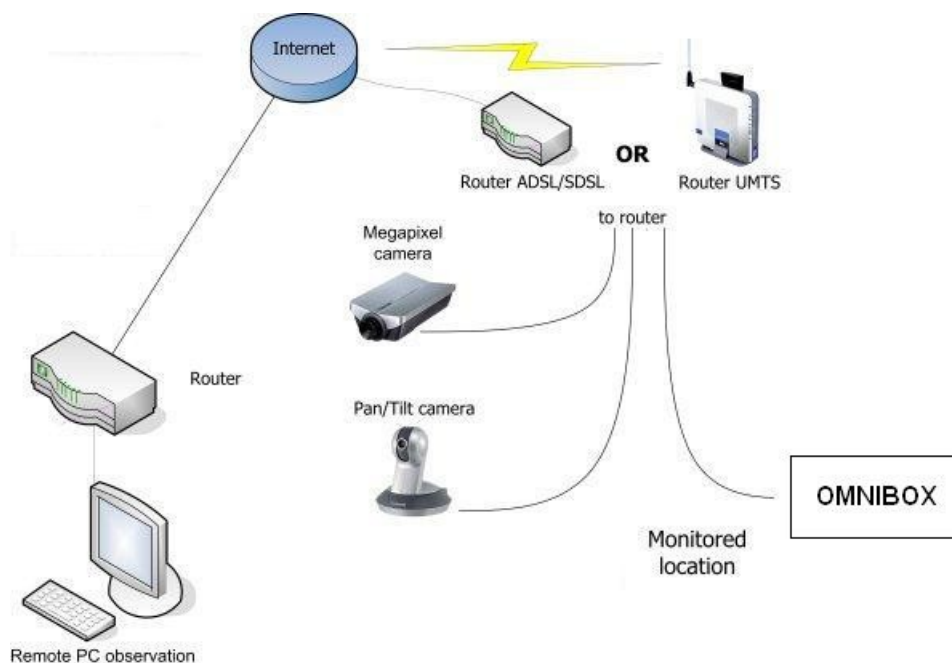 Internet
OR
Router ADSL/SDSL
Router UMTS
to router
Megapixel
camera
Router
Pan/Tilt camera
OMNIBOX
Monitored
location
Remote PC observation